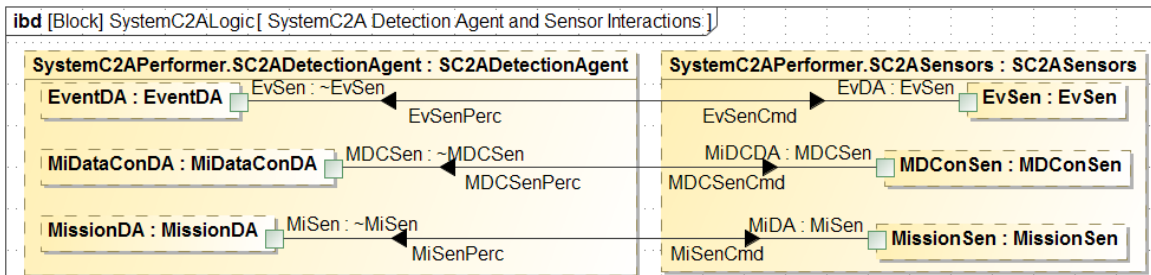 ibd [Block] SystemC2ALogic[ SystemC2A Detection Agent and Sensor Interactions ]
SystemC2APerformer.SC2ADetectionAgent : SC2ADetectionAgent
SystemC2APerformer.SC2ASensors : SC2ASensors
EventDA : EventDA
EvSen : ~EvSen
EvSenPerc
EvSenCmd
EvDA : EvSen
EvSen : EvSen
MiDataConDA : MiDataConDA
MDCSen : ~MDCSen
MDCSenPerc
MDCSenCmd
MiDCDA : MDCSen
MDConSen : MDConSen
MissionDA : MissionDA
MiSen : ~MiSen
MiSenPerc
MiSenCmd
MiDA : MiSen
MissionSen : MissionSen